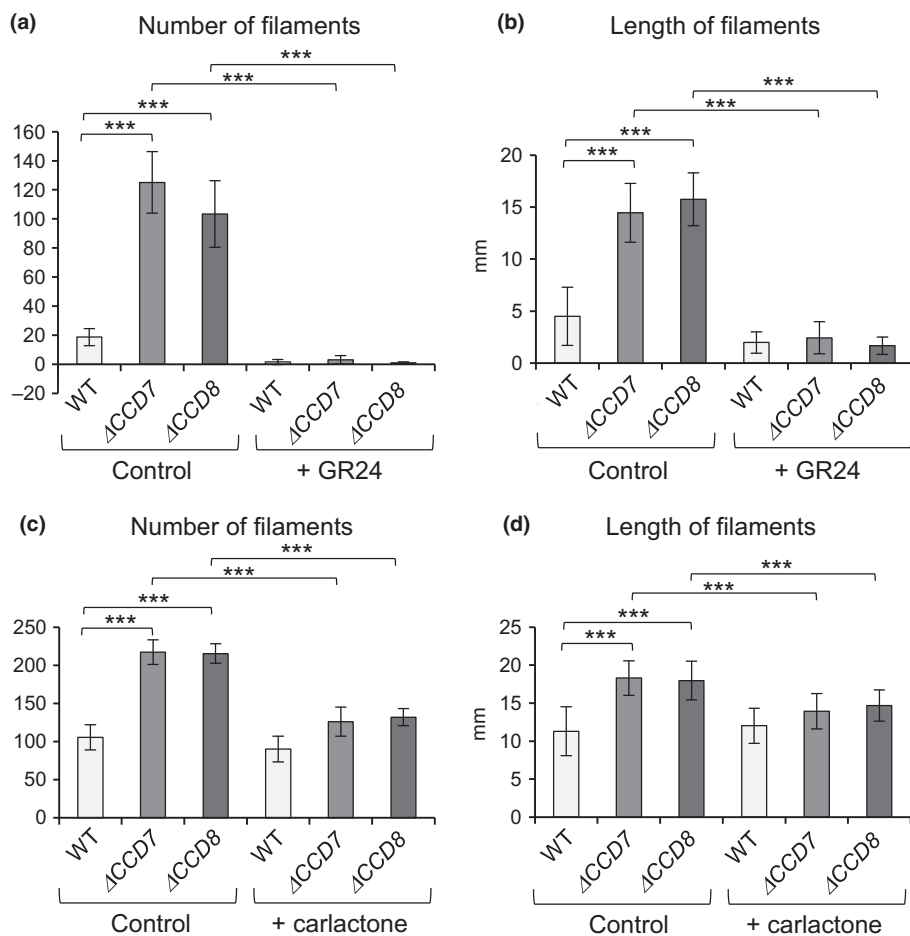 (a) Number of filaments
***
***
***
***
160
140
120
100
80
60
40
20
0
–20
WT
ΔCCD7
ΔCCD8
WT
ΔCCD7
ΔCCD8
Control
+ GR24
(b) Length of filaments
***
***
***
***
20
15
10
5
0
mm
WT
ΔCCD7
ΔCCD8
WT
ΔCCD7
ΔCCD8
Control
+ GR24
(c) Number of filaments
***
***
***
***
250
200
150
100
50
0
WT
ΔCCD7
ΔCCD8
WT
ΔCCD7
ΔCCD8
Control
+ carlactone
(d) Length of filaments
***
***
***
***
25
20
15
10
5
0
mm
WT
ΔCCD7
ΔCCD8
WT
ΔCCD7
ΔCCD8
Control
+ carlactone